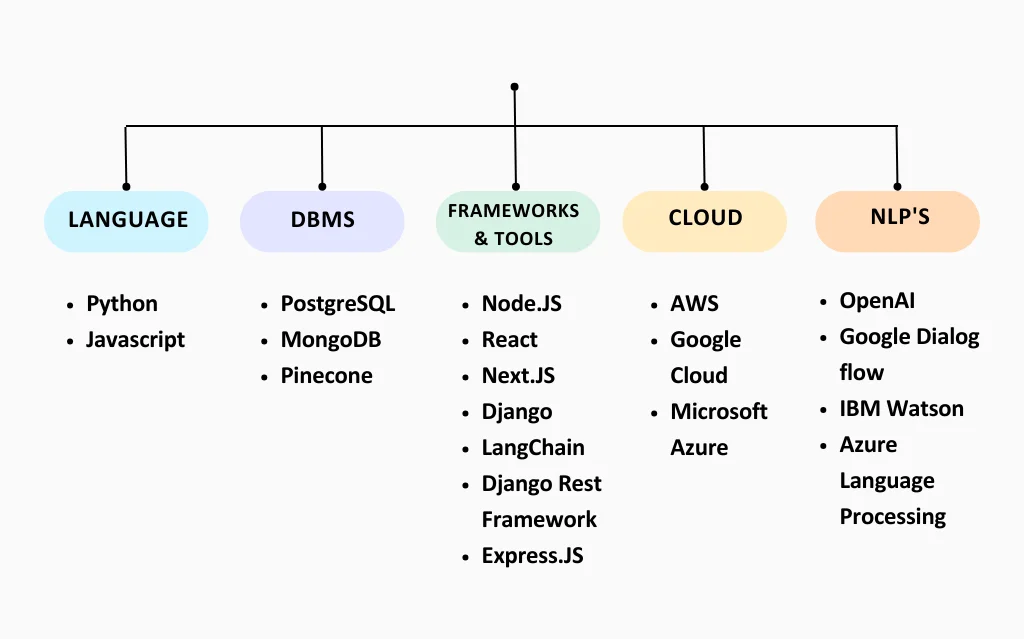 LANGUAGE
Python
Javascript
DBMS
PostgreSQL
MongoDB
Pinecone
FRAMEWORKS
& TOOLS
Node.JS
React
Next.JS
Django
LangChain
Django Rest
Framework
Express.JS
CLOUD
AWS
Google
Cloud
Microsoft
Azure
NLP'S
OpenAI
Google Dialog
flow
IBM Watson
Azure
Language
Processing